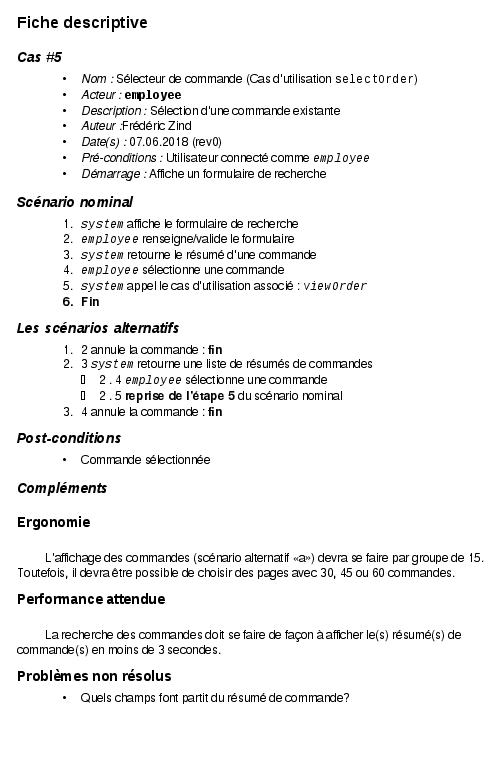 Fiche descriptive
Cas #5
• Nom : Sélecteur de commande (Cas d'utilisation selectOrder)
• Acteur : employee
• Description : Sélection d'une commande existante
• Auteur :Frédéric Zind
• Date(s) : 07.06.2018 (rev0)
• Pré-conditions : Utilisateur connecté comme employee
• Démarrage : Affiche un formulaire de recherche
Scénario nominal
1. system affiche le formulaire de recherche
2. employee renseigne/valide le formulaire
3. system retourne le résumé d'une commande
4. employee sélectionne une commande
5. system appel le cas d'utilisation associé : viewOrder
6. Fin
Les scénarios alternatifs
1. 2 annule la commande : fin
2. 3 system retourne une liste de résumés de commandes
2.4 employee sélectionne une commande
2.5 reprise de l'étape 5 du scénario nominal
3. 4 annule la commande : fin
Post-conditions
• Commande sélectionnée
Compléments
Ergonomie
L'affichage des commandes (scénario alternatif «a») devra se faire par groupe de 15.
Toutefois, il devra être possible de choisir des pages avec 30, 45 ou 60 commandes.
Performance attendue
La recherche des commandes doit se faire de façon à afficher le(s) résumé(s) de
commande(s) en moins de 3 secondes.
Problèmes non résolus
• Quels champs font partit du résumé de commande?